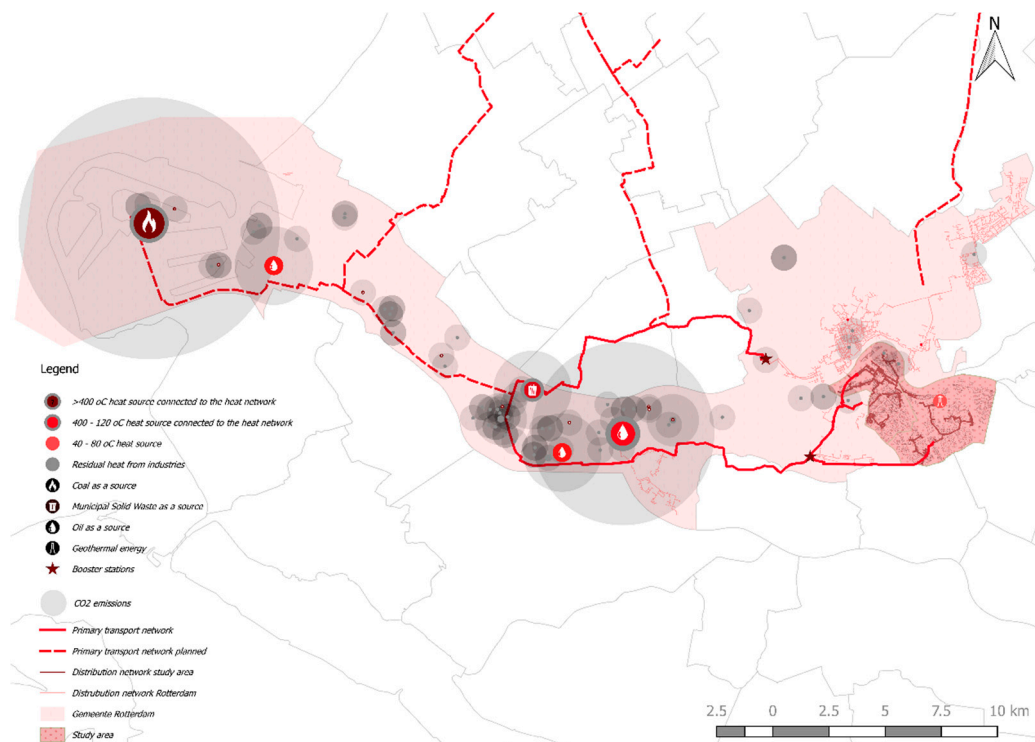 N
Legend
>400 oC heat source connected to the heat network
400 - 120 oC heat source connected to the heat network
40 - 80 oC heat source
Residual heat from industries
Coal as a source
Municipal Solid Waste as a source
Oil as a source
Geothermal energy
Booster stations
CO2 emissions
Primary transport network
Primary transport network planned
Distribution network study area
Distrubution network Rotterdam
Gemeente Rotterdam
Study area
2.5 0 2.5 5 7.5 10 km